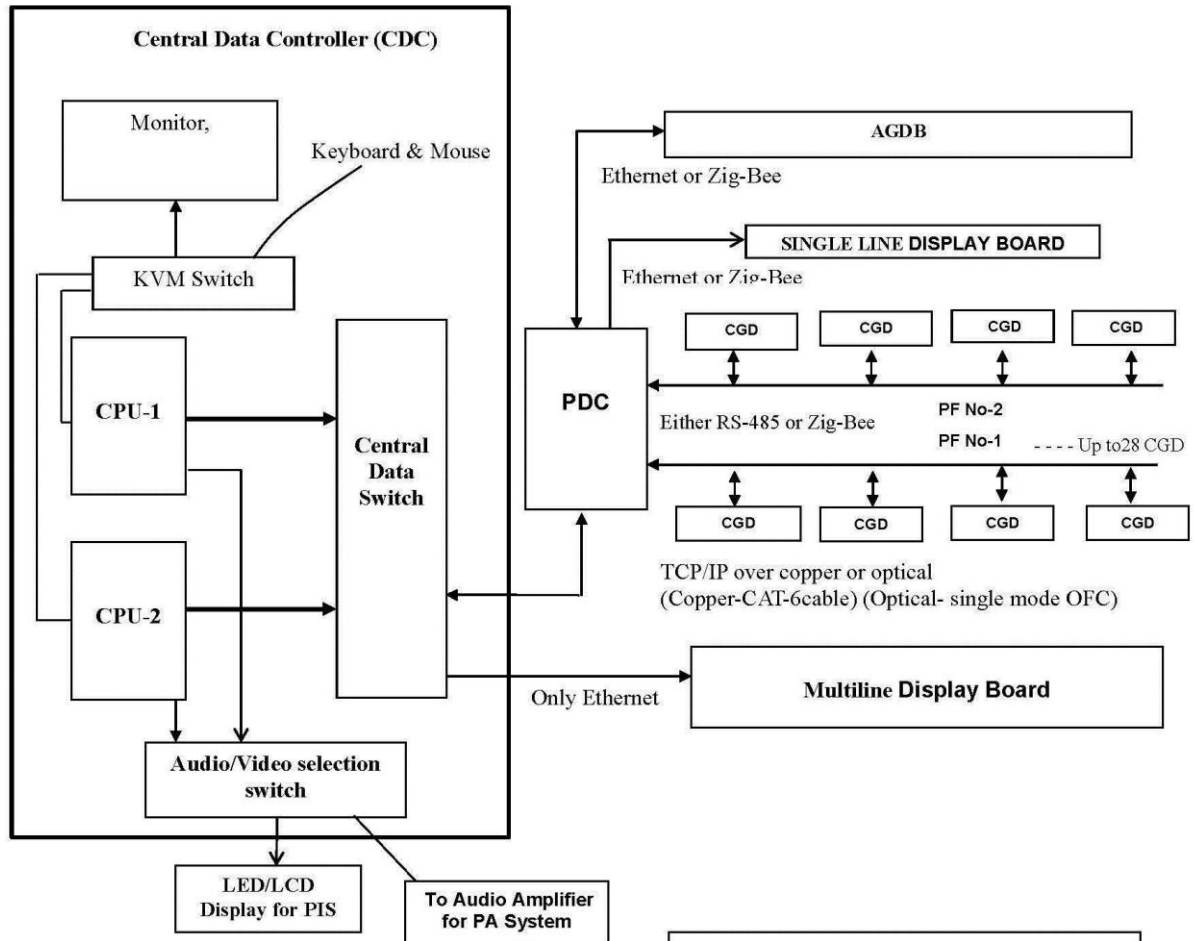 Central Data Controller (CDC)
Monitor,
Keyboard & Mouse
KVM Switch
CPU-1
CPU-2
Central
Data
Switch
Audio/Video selection
switch
LED/LCD
Display for PIS
To Audio Amplifier
for PA System
AGDB
Ethernet or Zig-Bee
SINGLE LINE DISPLAY BOARD
Ethernet or Zig-Bee
PDC
CGD
CGD
CGD
CGD
PF No-2
Either RS-485 or Zig-Bee
PF No-1
---- Up to28 CGD
CGD
CGD
CGD
CGD
TCP/IP over copper or optical
(Copper-CAT-6cable) (Optical- single mode OFC)
Only Ethernet
Multiline Display Board